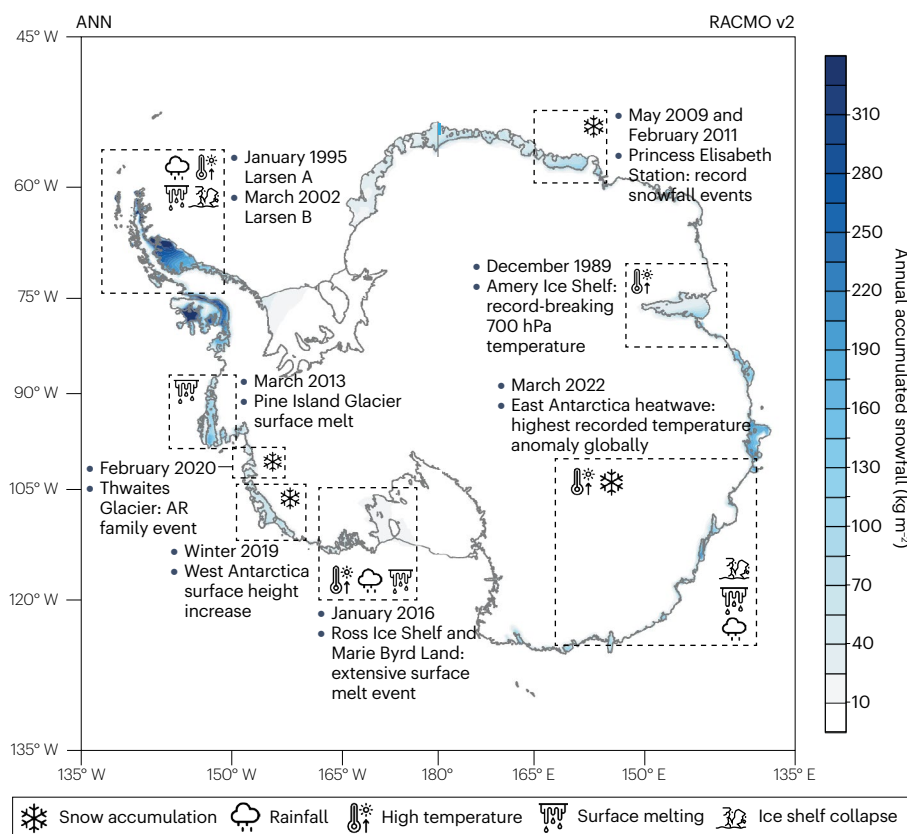 ANN
RACMO v2
45° W
60° W
75° W
90° W
105° W
120° W
135° W
135° W
150° W
165° W
180°
165° E
150° E
135° E
• January 1995
Larsen A
• March 2002
Larsen B
• May 2009 and
February 2011
• Princess Elisabeth
Station: record
snowfall events
• December 1989
• Amery Ice Shelf:
record-breaking
700 hPa
temperature
• March 2013
• Pine Island Glacier
surface melt
• March 2022
• East Antarctica heatwave:
highest recorded temperature
anomaly globally
• February 2020
• Thwaites
Glacier: AR
family event
• Winter 2019
• West Antarctica
surface height
increase
• January 2016
• Ross Ice Shelf and
Marie Byrd Land:
extensive surface
melt event
310
280
250
220
190
160
130
100
70
40
10
Annual accumulated snowfall (kg m⁻²)
Snow accumulation
Rainfall
High temperature
Surface melting
Ice shelf collapse